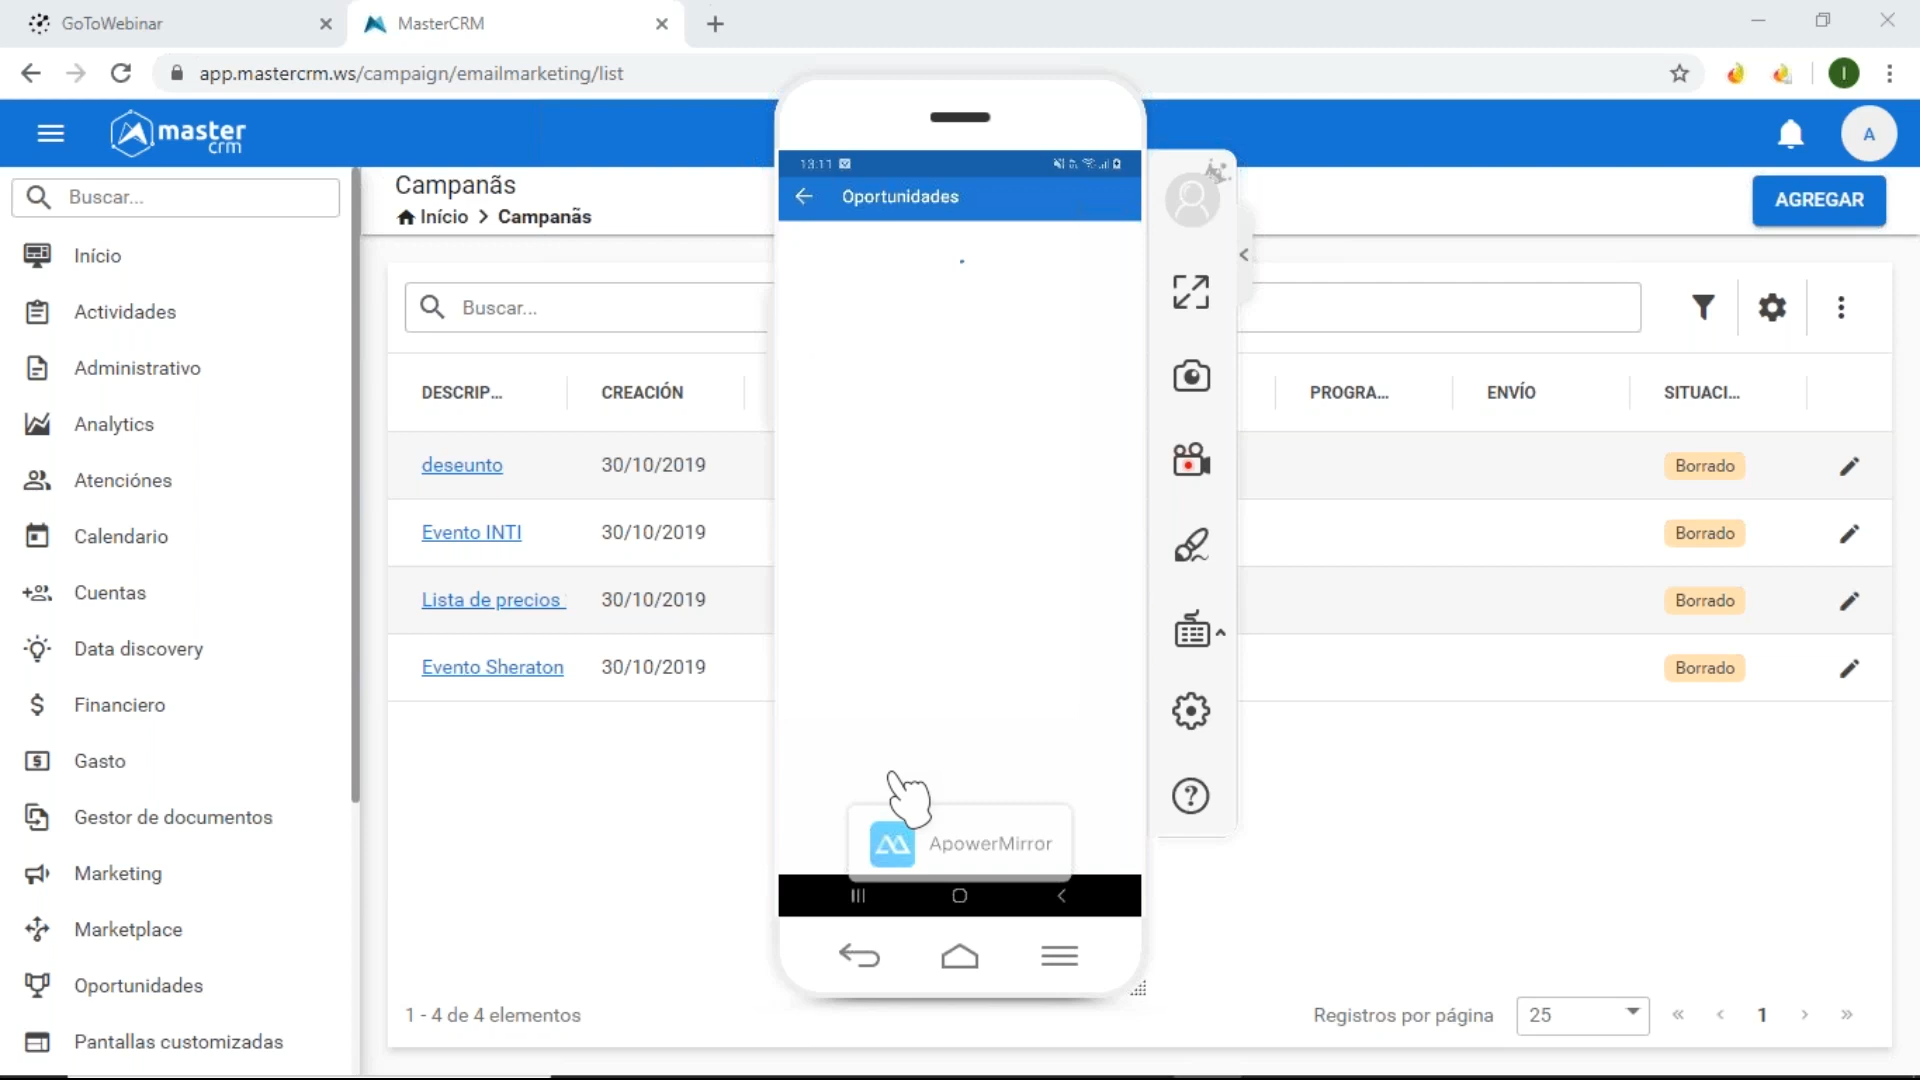 GoToWebinar
MasterCRM
app.mastercrm.ws/campaign/emailmarketing/list
I
master
crm
A
Buscar...
Início
Actividades
Administrativo
Analytics
Atenciónes
Calendario
Cuentas
Data discovery
Financiero
Gasto
Gestor de documentos
Marketing
Marketplace
Oportunidades
Pantallas customizadas
Campanãs
Início > Campanãs
AGREGAR
Buscar...
DESCRIP... CREACIÓN PROGRA... ENVÍO SITUACI...
deseunto 30/10/2019 Borrado
Evento INTI 30/10/2019 Borrado
Lista de precios 30/10/2019 Borrado
Evento Sheraton 30/10/2019 Borrado
1 - 4 de 4 elementos
Registros por página 25 « ‹ 1 › »
13:11
Oportunidades
ApowerMirror